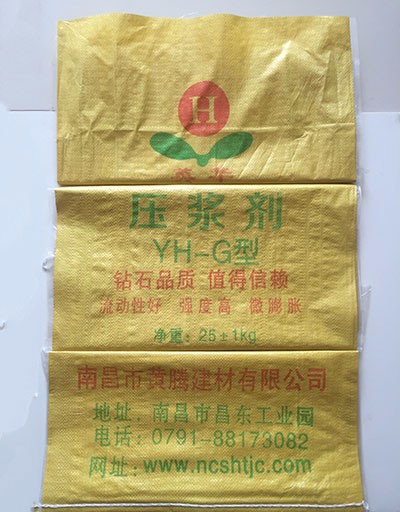 H
压浆剂
YH-G型
钻石品质 值得信赖
流动性好 强度高 微膨胀
净重：25±1kg
南昌市黄腾建材有限公司
地址：南昌市昌东工业园
电话：0791-88173082
网址：www.ncshtjc.com